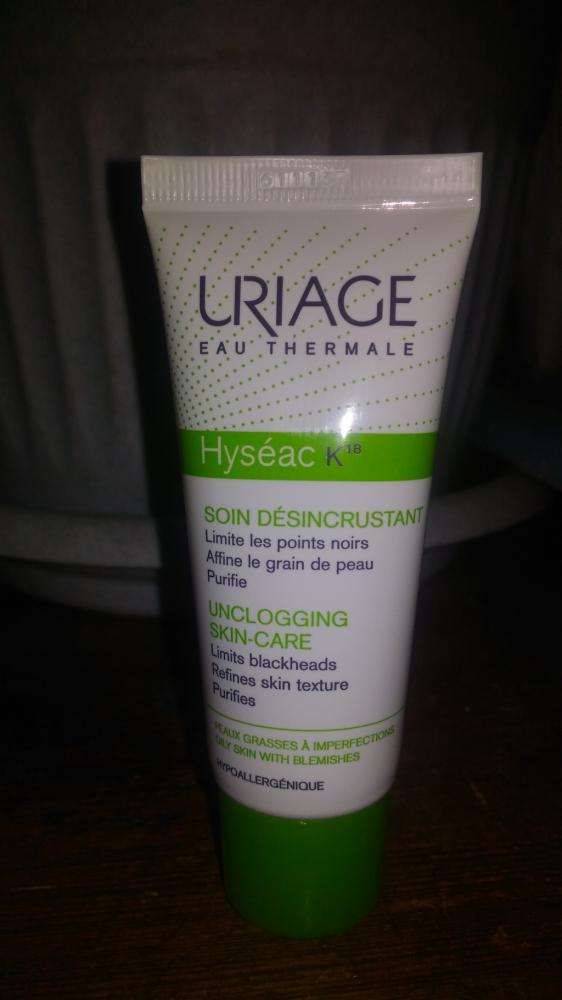 URIAGE
EAU THERMALE
Hyséac K18
SOIN DÉSINCRUSTANT
Limite les points noirs
Affine le grain de peau
Purifie
UNCLOGGING
SKIN-CARE
Limits blackheads
Refines skin texture
Purifies
PEAUX GRASSES À IMPERFECTIONS
OILY SKIN WITH BLEMISHES
HYPOALLERGÉNIQUE